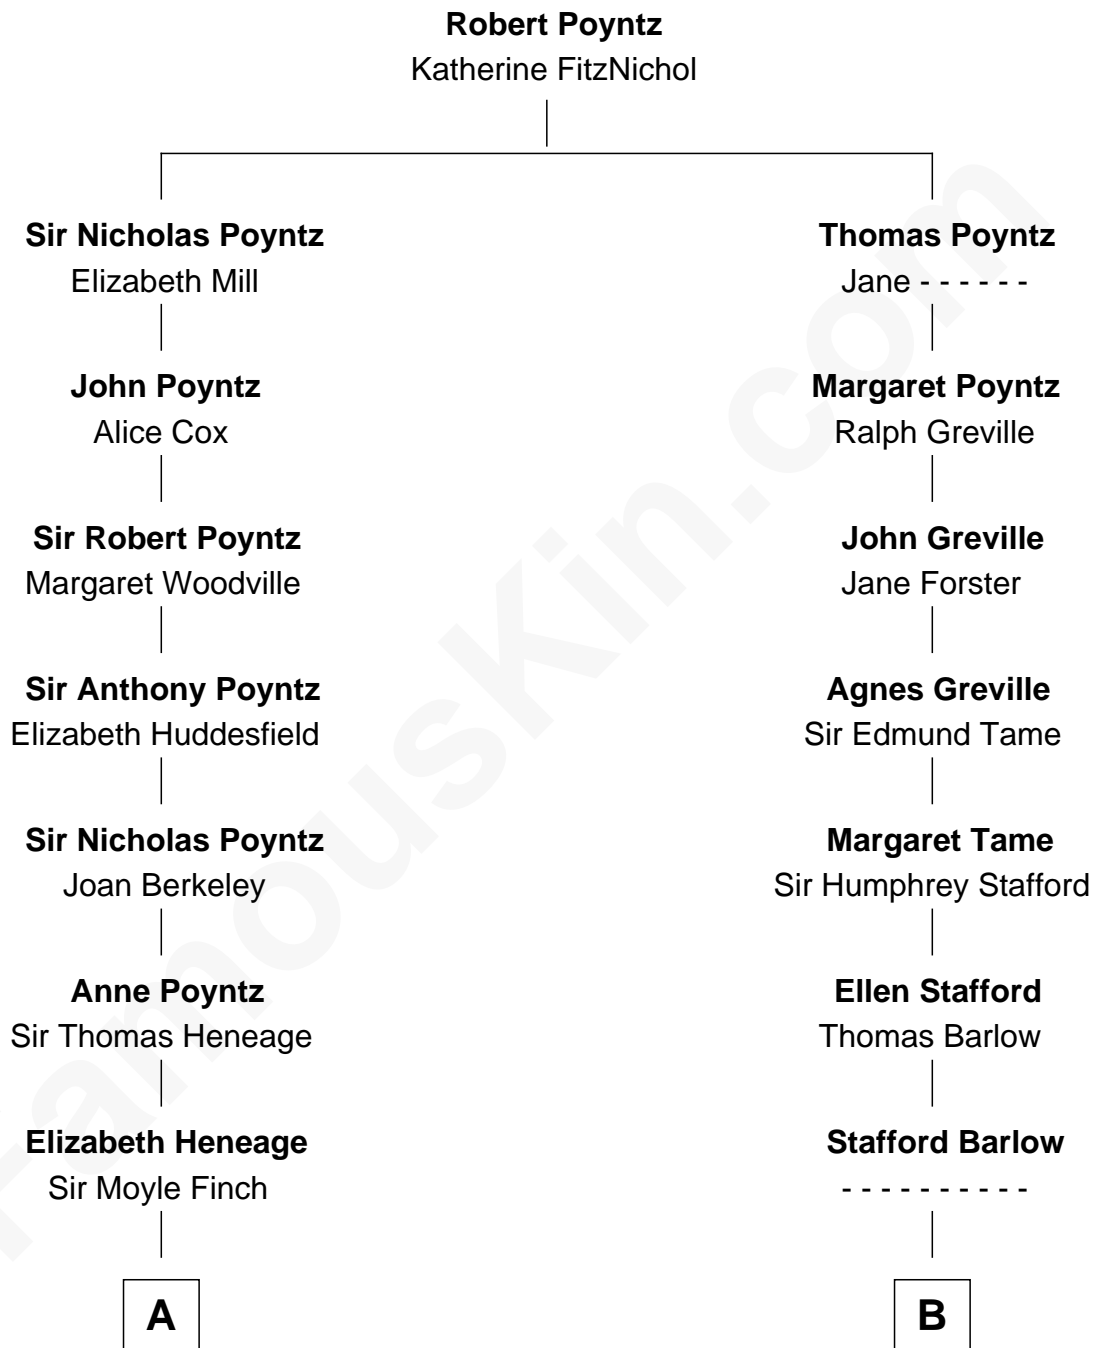 Robert Poyntz
Katherine FitzNichol
Sir Nicholas Poyntz
Elizabeth Mill
Thomas Poyntz
Jane - - - - - -
John Poyntz
Alice Cox
Margaret Poyntz
Ralph Greville
Sir Robert Poyntz
Margaret Woodville
John Greville
Jane Forster
Sir Anthony Poyntz
Elizabeth Huddesfield
Agnes Greville
Sir Edmund Tame
Sir Nicholas Poyntz
Joan Berkeley
Margaret Tame
Sir Humphrey Stafford
Anne Poyntz
Sir Thomas Heneage
Ellen Stafford
Thomas Barlow
Elizabeth Heneage
Sir Moyle Finch
Stafford Barlow
- - - - - - - - - -
A
B
FamousKin.com